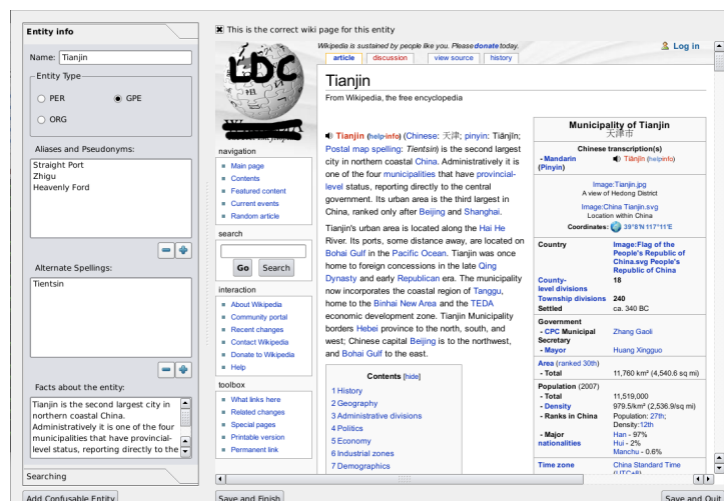 Entity info
Name: Tianjin
Entity Type
PER
GPE
ORG
Aliases and Pseudonyms:
Straight Port
Zhigu
Heavenly Ford
Alternate Spellings:
Tientsin
Facts about the entity:
Tianjin is the second largest city in
northern coastal China.
Administratively it is one of the four
municipalities that have provincial-
level status, reporting directly to the
Searching
Add Confusable Entity
This is the correct wiki page for this entity
LDC
navigation
Main page
Contents
Featured content
Current events
Random article
search
Go Search
interaction
About Wikipedia
Community portal
Recent changes
Contact Wikipedia
Donate to Wikipedia
Help
toolbox
What links here
Related changes
Special pages
Printable version
Permanent link
Wikipedia is sustained by people like you. Please donate today.
Log in
article discussion view source history
Tianjin
From Wikipedia, the free encyclopedia
Tianjin (help·info) (Chinese: 天津; pinyin: Tiānjīn;
Postal map spelling: Tientsin) is the second largest
city in northern coastal China. Administratively it is
one of the four municipalities that have provincial-
level status, reporting directly to the central
government. Its urban area is the third largest in
China, ranked only after Beijing and Shanghai.
Tianjin's urban area is located along the Hai He
River. Its ports, some distance away, are located on
Bohai Gulf in the Pacific Ocean. Tianjin was once
home to foreign concessions in the late Qing
Dynasty and early Republican era. The municipality
now incorporates the coastal region of Tanggu,
home to the Binhai New Area and the TEDA
economic development zone. Tianjin Municipality
borders Hebei province to the north, south, and
west; Chinese capital Beijing is to the northwest,
and Bohai Gulf to the east.
Contents [hide]
1 History
2 Geography
3 Administrative divisions
4 Politics
5 Economy
6 Industrial zones
7 Demographics
Municipality of Tianjin
天津市
Chinese transcription(s)
- Mandarin Tiānjīn (help·info)
(Pinyin)
Image:Tianjin.jpg
A view of Hedong District
Image:China Tianjin.svg
Location within China
Coordinates: 39°8′N 117°11′E
Country Image:Flag of the
People's Republic of
China.svg People's
Republic of China
County- 18
level divisions
Township divisions 240
Settled ca. 340 BC
Government
- CPC Municipal Zhang Gaoli
Secretary
- Mayor Huang Xingguo
Area (ranked 30th)
- Total 11,760 km² (4,540.6 sq mi)
Population (2007)
- Total 11,519,000
- Density 979.5/km² (2,536.9/sq mi)
- Ranks in China Population: 27th;
Density:12th
- Major Han - 97%
nationalities Hui - 2%
Manchu - 0.6%
Time zone China Standard Time
(UTC+8)
Save and Finish
Save and Quit